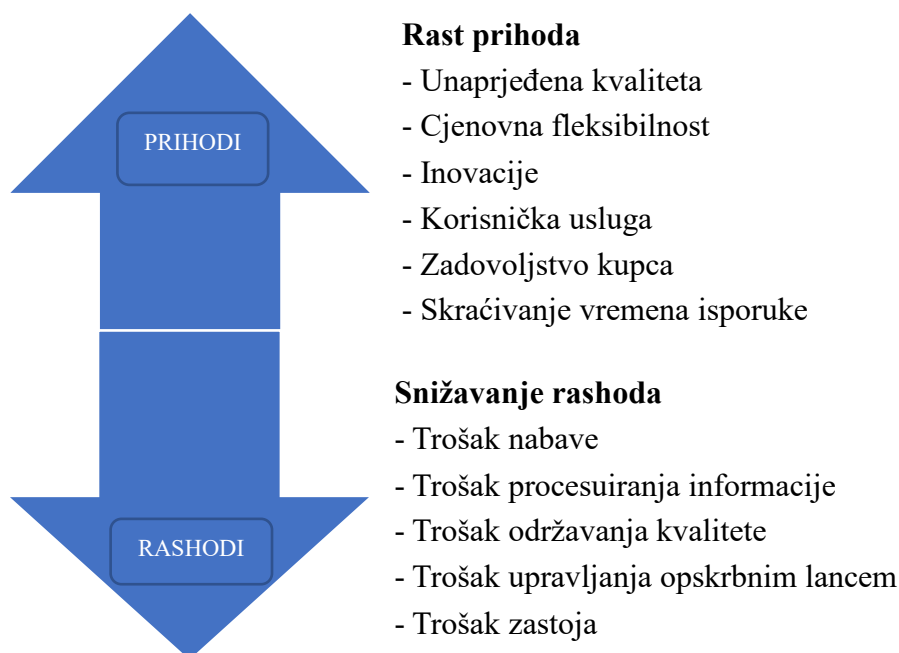 PRIHODI
Rast prihoda
- Unaprjeđena kvaliteta
- Cjenovna fleksibilnost
- Inovacije
- Korisnička usluga
- Zadovoljstvo kupca
- Skraćivanje vremena isporuke
RASHODI
Snižavanje rashoda
- Trošak nabave
- Trošak procesuiranja informacije
- Trošak održavanja kvalitete
- Trošak upravljanja opskrbnim lancem
- Trošak zastoja